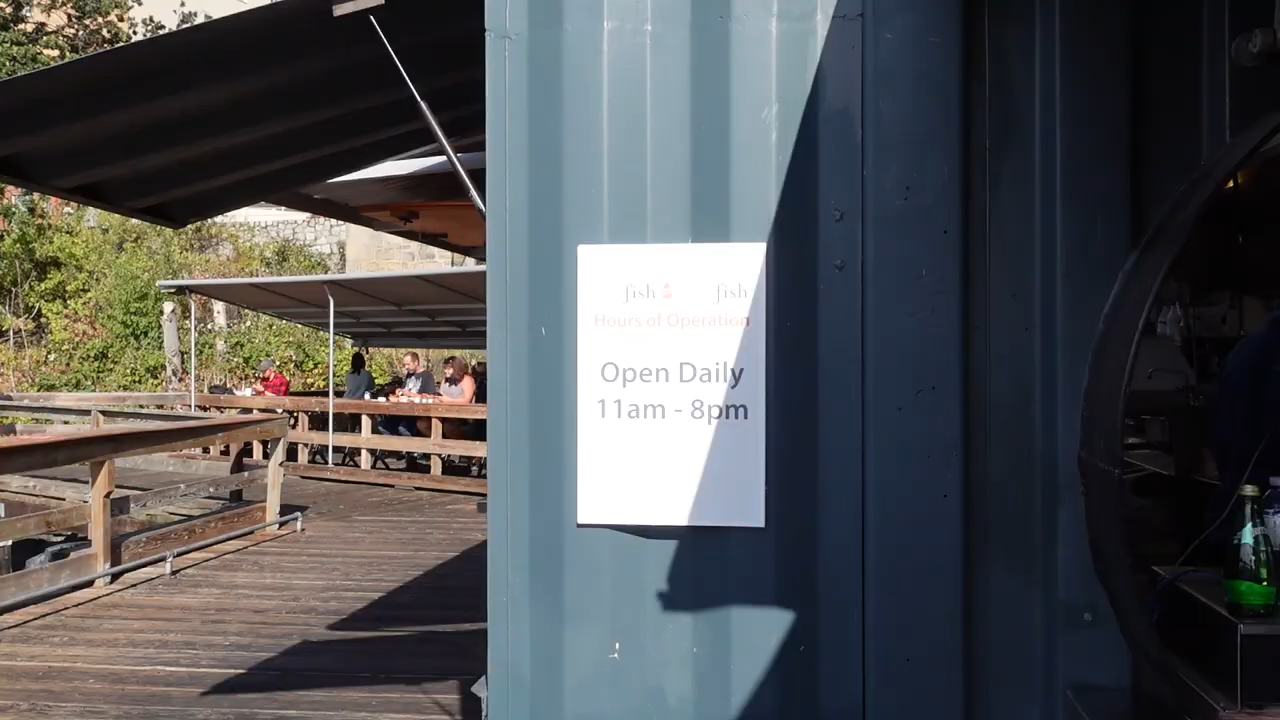 fish fish
Hours of Operation
Open Daily
11am - 8pm